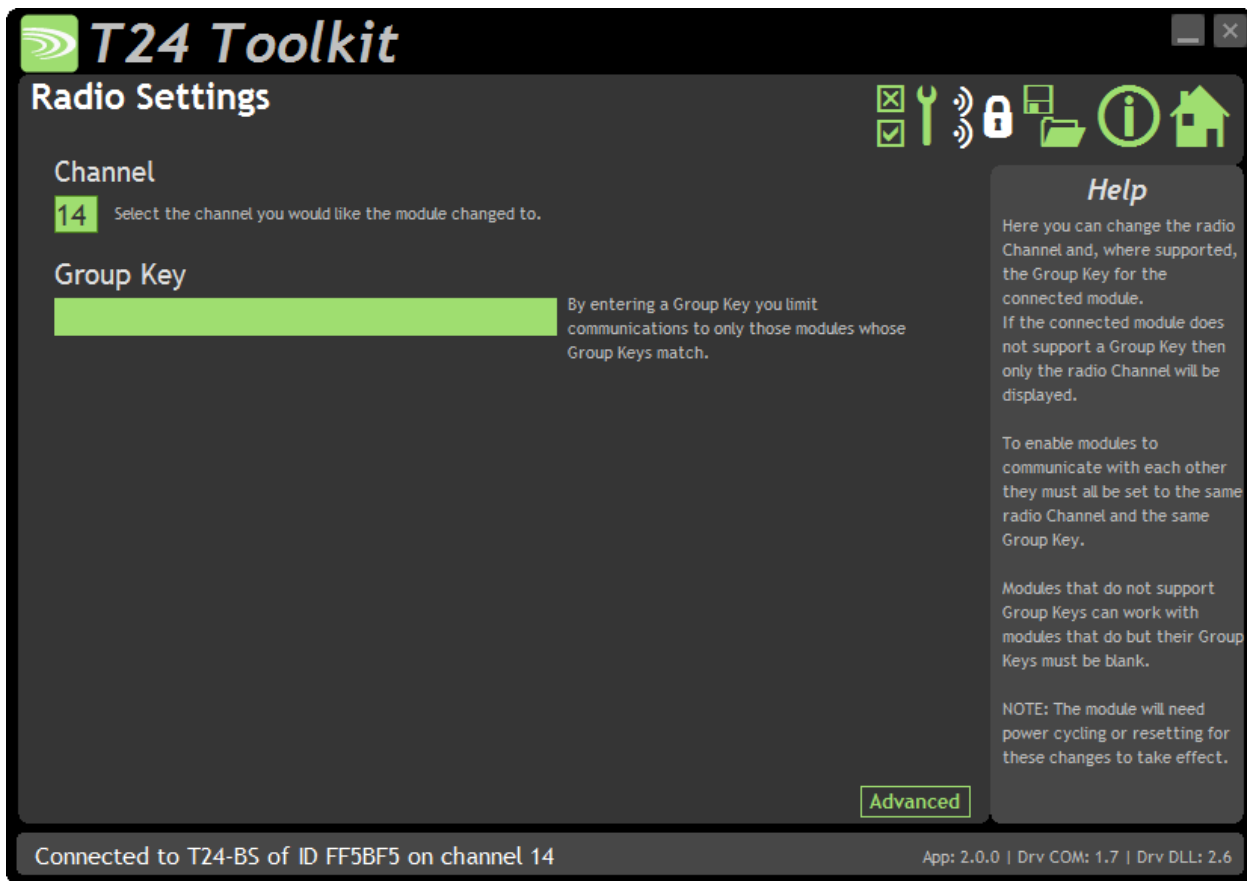 T24 Toolkit
Radio Settings
Channel
14
Select the channel you would like the module changed to.
Group Key
By entering a Group Key you limit
communications to only those modules whose
Group Keys match.
Advanced
Help
Here you can change the radio
Channel and, where supported,
the Group Key for the
connected module.
If the connected module does
not support a Group Key then
only the radio Channel will be
displayed.
To enable modules to
communicate with each other
they must all be set to the same
radio Channel and the same
Group Key.
Modules that do not support
Group Keys can work with
modules that do but their Group
Keys must be blank.
NOTE: The module will need
power cycling or resetting for
these changes to take effect.
Connected to T24-BS of ID FF5BF5 on channel 14
App: 2.0.0 | Drv COM: 1.7 | Drv DLL: 2.6